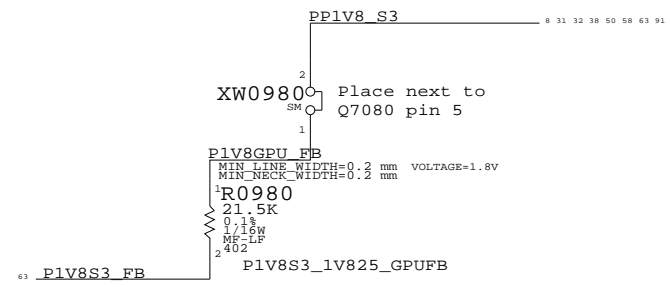 PP1V8_S3
8 31 32 38 50 58 63 91
2
XW0980
SM
Place next to
Q7080 pin 5
1
P1V8GPU_FB
MIN_LINE_WIDTH=0.2 mm VOLTAGE=1.8V
MIN_NECK_WIDTH=0.2 mm
1
R0980
21.5K
0.1%
1/16W
MF-LF
402
2
P1V8S3_1V825_GPUFB
63 P1V8S3_FB